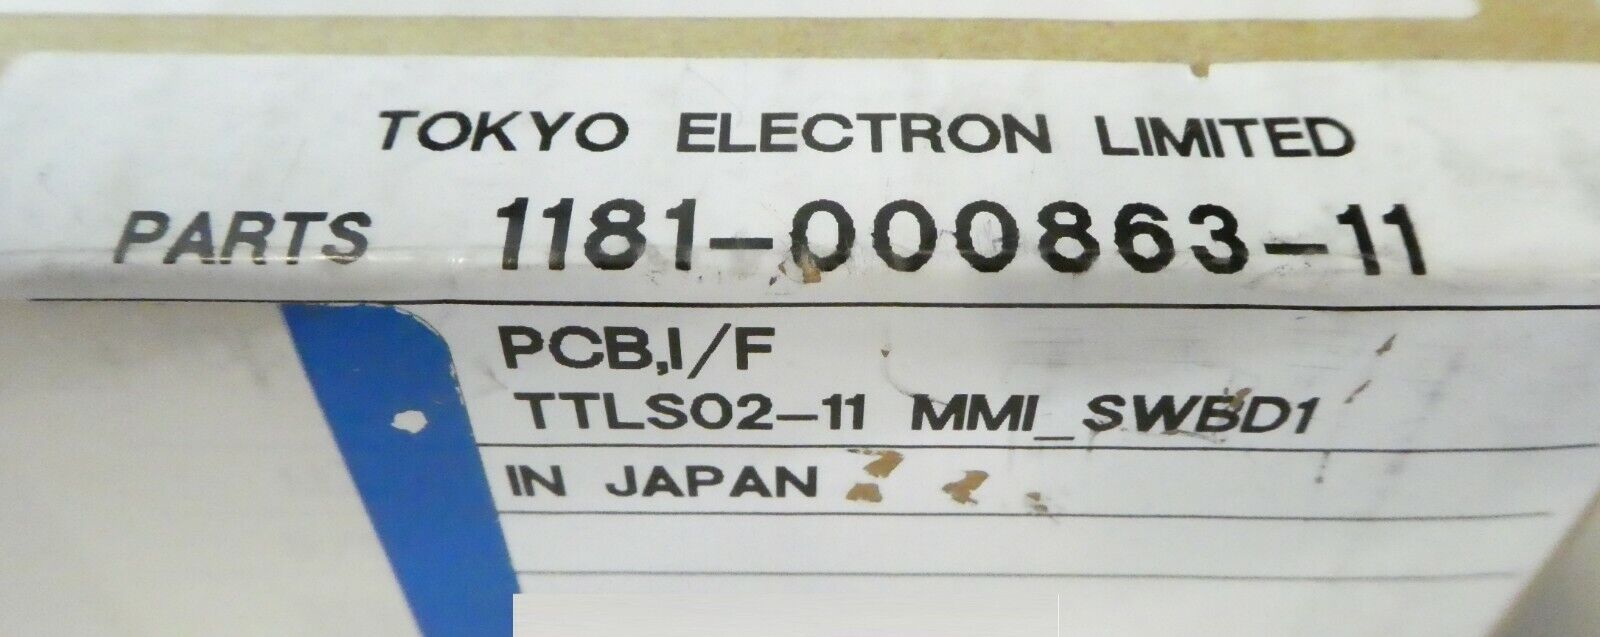 TOKYO ELECTRON LIMITED
PARTS 1181-000863-11
PCB,I/F
TTLS02-11 MMI_SWBD1
IN JAPAN